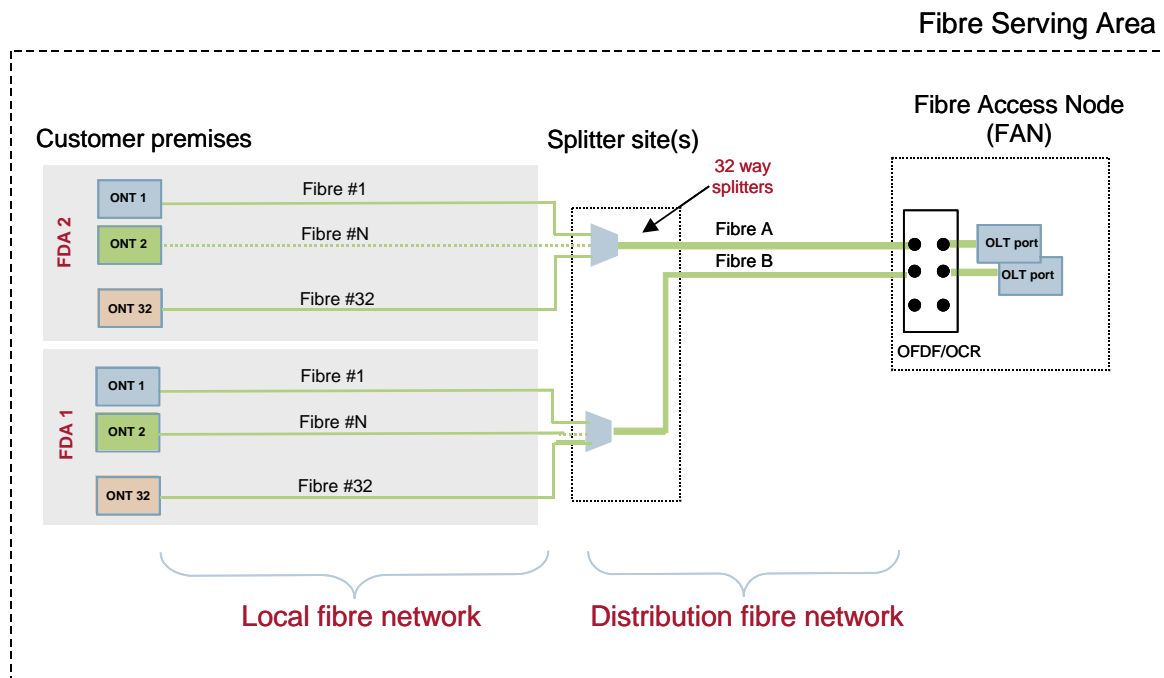 Fibre Serving Area
Fibre Access Node
(FAN)
Customer premises
Splitter site(s)
32 way
splitters
FDA 2
ONT 1
Fibre #1
ONT 2
Fibre #N
ONT 32
Fibre #32
Fibre A
Fibre B
OLT port
OLT port
OFDF/OCR
FDA 1
ONT 1
Fibre #1
ONT 2
Fibre #N
ONT 32
Fibre #32
Local fibre network
Distribution fibre network